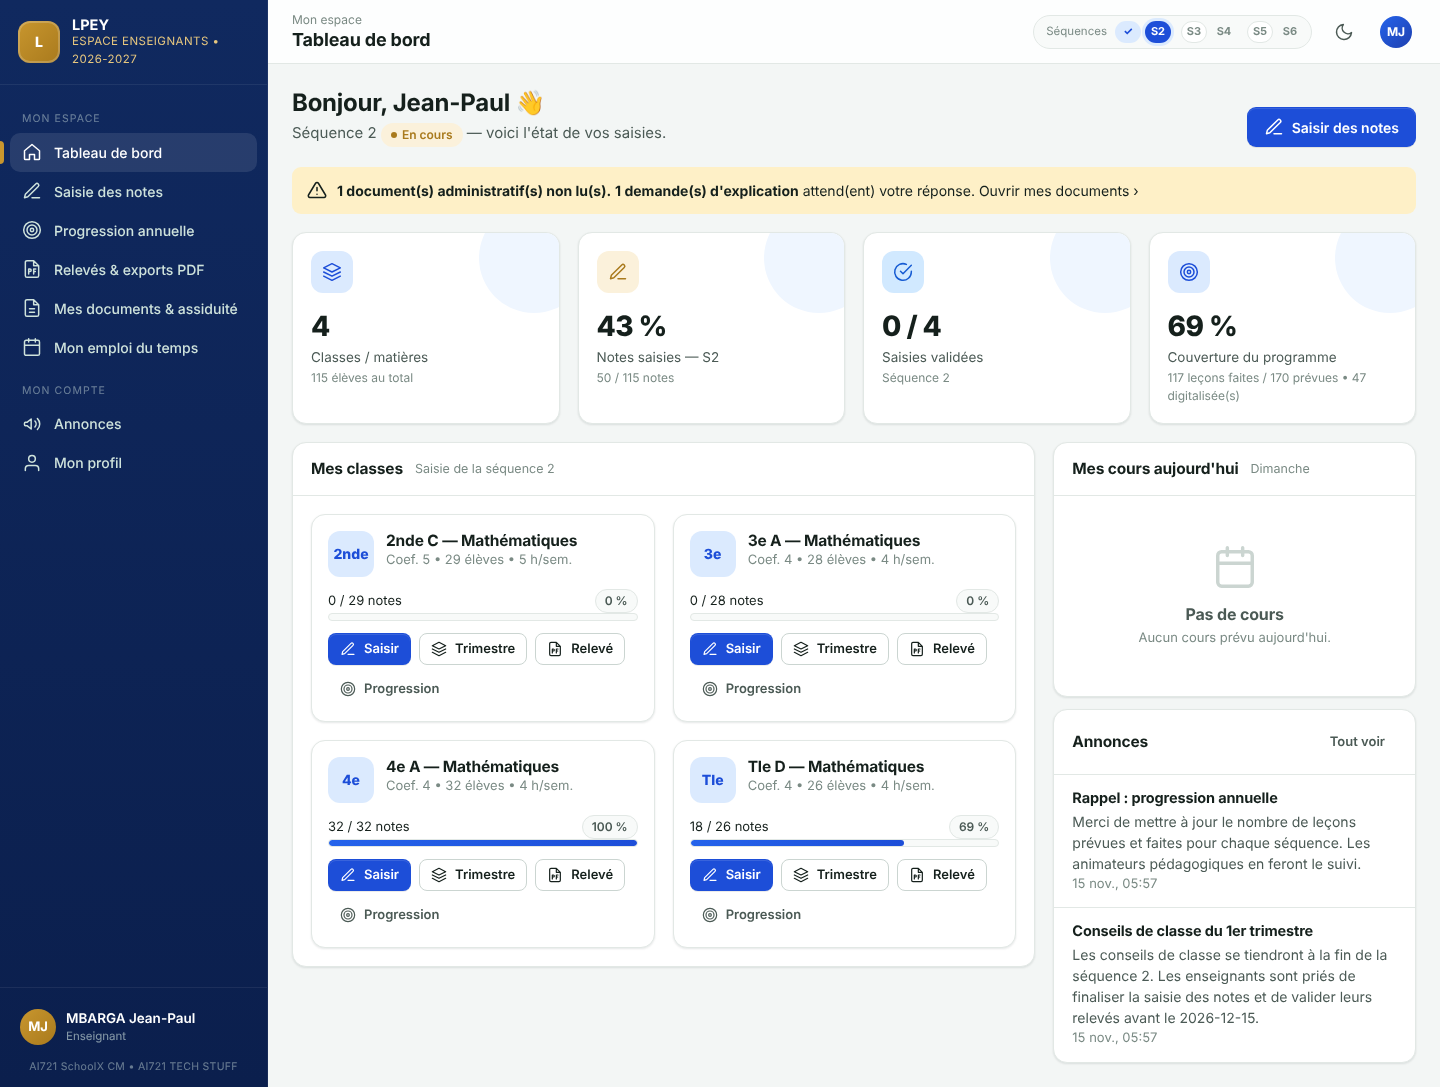 L
LPEY
ESPACE ENSEIGNANTS •
2026-2027
MON ESPACE
Tableau de bord
Saisie des notes
Progression annuelle
Relevés & exports PDF
Mes documents & assiduité
Mon emploi du temps
MON COMPTE
Annonces
Mon profil
MJ
MBARGA Jean-Paul
Enseignant
AI721 SchoolX CM • AI721 TECH STUFF
Mon espace
Tableau de bord
Séquences ✓ S2 S3 S4 S5 S6
MJ
Bonjour, Jean-Paul 👋
Séquence 2 • En cours — voici l'état de vos saisies.
Saisir des notes
1 document(s) administratif(s) non lu(s). 1 demande(s) d'explication attend(ent) votre réponse. Ouvrir mes documents ›
4
Classes / matières
115 élèves au total
43 %
Notes saisies — S2
50 / 115 notes
0 / 4
Saisies validées
Séquence 2
69 %
Couverture du programme
117 leçons faites / 170 prévues • 47
digitalisée(s)
Mes classes Saisie de la séquence 2
2nde
2nde C — Mathématiques
Coef. 5 • 29 élèves • 5 h/sem.
0 / 29 notes 0 %
Saisir Trimestre Relevé
Progression
3e
3e A — Mathématiques
Coef. 4 • 28 élèves • 4 h/sem.
0 / 28 notes 0 %
Saisir Trimestre Relevé
Progression
4e
4e A — Mathématiques
Coef. 4 • 32 élèves • 4 h/sem.
32 / 32 notes 100 %
Saisir Trimestre Relevé
Progression
Tle
Tle D — Mathématiques
Coef. 4 • 26 élèves • 4 h/sem.
18 / 26 notes 69 %
Saisir Trimestre Relevé
Progression
Mes cours aujourd'hui Dimanche
Pas de cours
Aucun cours prévu aujourd'hui.
Annonces Tout voir
Rappel : progression annuelle
Merci de mettre à jour le nombre de leçons
prévues et faites pour chaque séquence. Les
animateurs pédagogiques en feront le suivi.
15 nov., 05:57
Conseils de classe du 1er trimestre
Les conseils de classe se tiendront à la fin de la
séquence 2. Les enseignants sont priés de
finaliser la saisie des notes et de valider leurs
relevés avant le 2026-12-15.
15 nov., 05:57